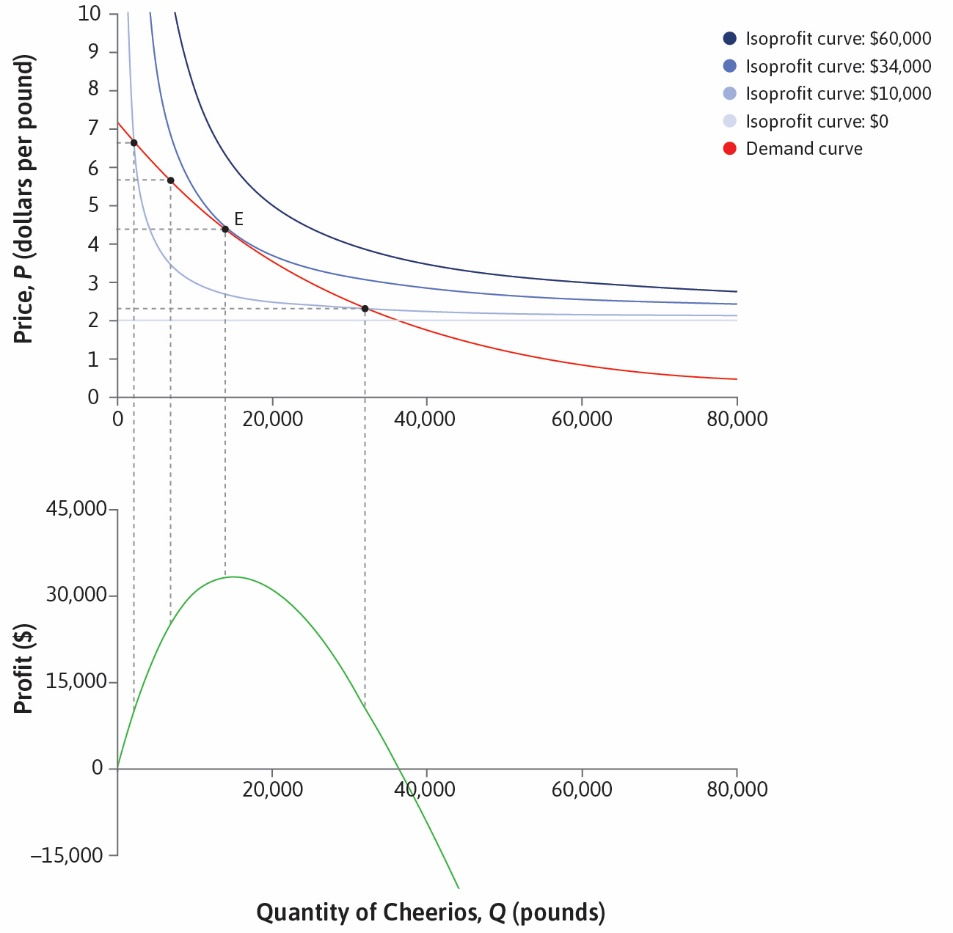 Price, P (dollars per pound)
10
9
8
7
6
5
4
3
2
1
0
E
0
20,000
40,000
60,000
80,000
Isoprofit curve: $60,000
Isoprofit curve: $34,000
Isoprofit curve: $10,000
Isoprofit curve: $0
Demand curve
Profit ($)
45,000
30,000
15,000
0
–15,000
20,000
40,000
60,000
80,000
Quantity of Cheerios, Q (pounds)